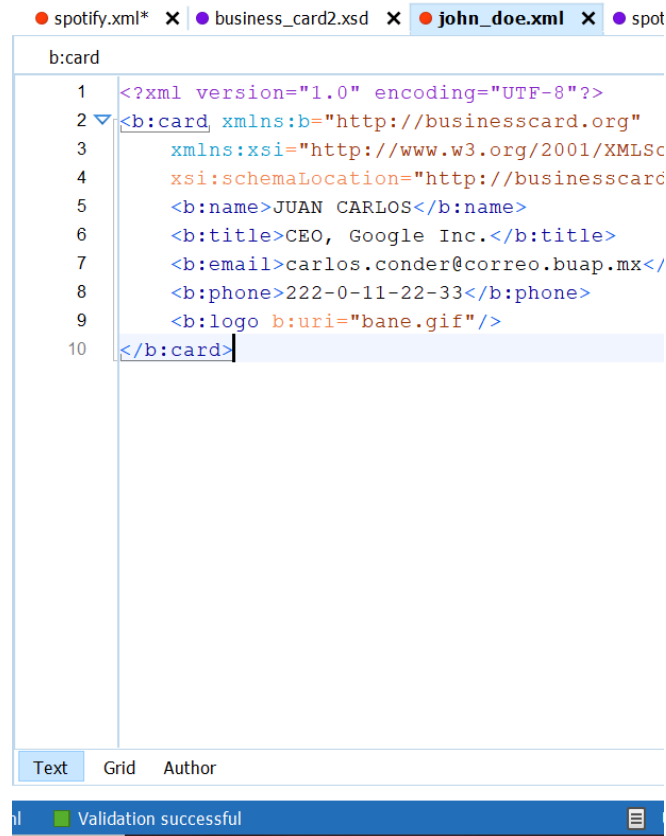 spotify.xml* business_card2.xsd john_doe.xml
b:card
1 <?xml version="1.0" encoding="UTF-8"?>
2 <b:card xmlns:b="http://businesscard.org"
3 xmlns:xsi="http://www.w3.org/2001/XMLSc
4 xsi:schemaLocation="http://businesscard
5 <b:name>JUAN CARLOS</b:name>
6 <b:title>CEO, Google Inc.</b:title>
7 <b:email>carlos.conder@correo.buap.mx</
8 <b:phone>222-0-11-22-33</b:phone>
9 <b:logo b:uri="bane.gif"/>
10 </b:card>
Text Grid Author
Validation successful